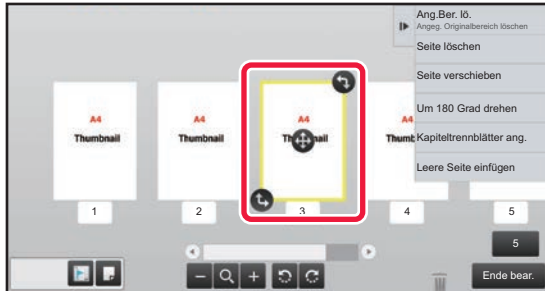 Ang.Ber. lö.
Angeg. Originalbereich löschen
Seite löschen
Seite verschieben
Um 180 Grad drehen
Kapiteltrennblätter ang.
Leere Seite einfügen
A4 A4 A4 A4
Thumbnail Thumbnail Thumbnail Thumb
1 2 3 4 5
5
Ende bear.